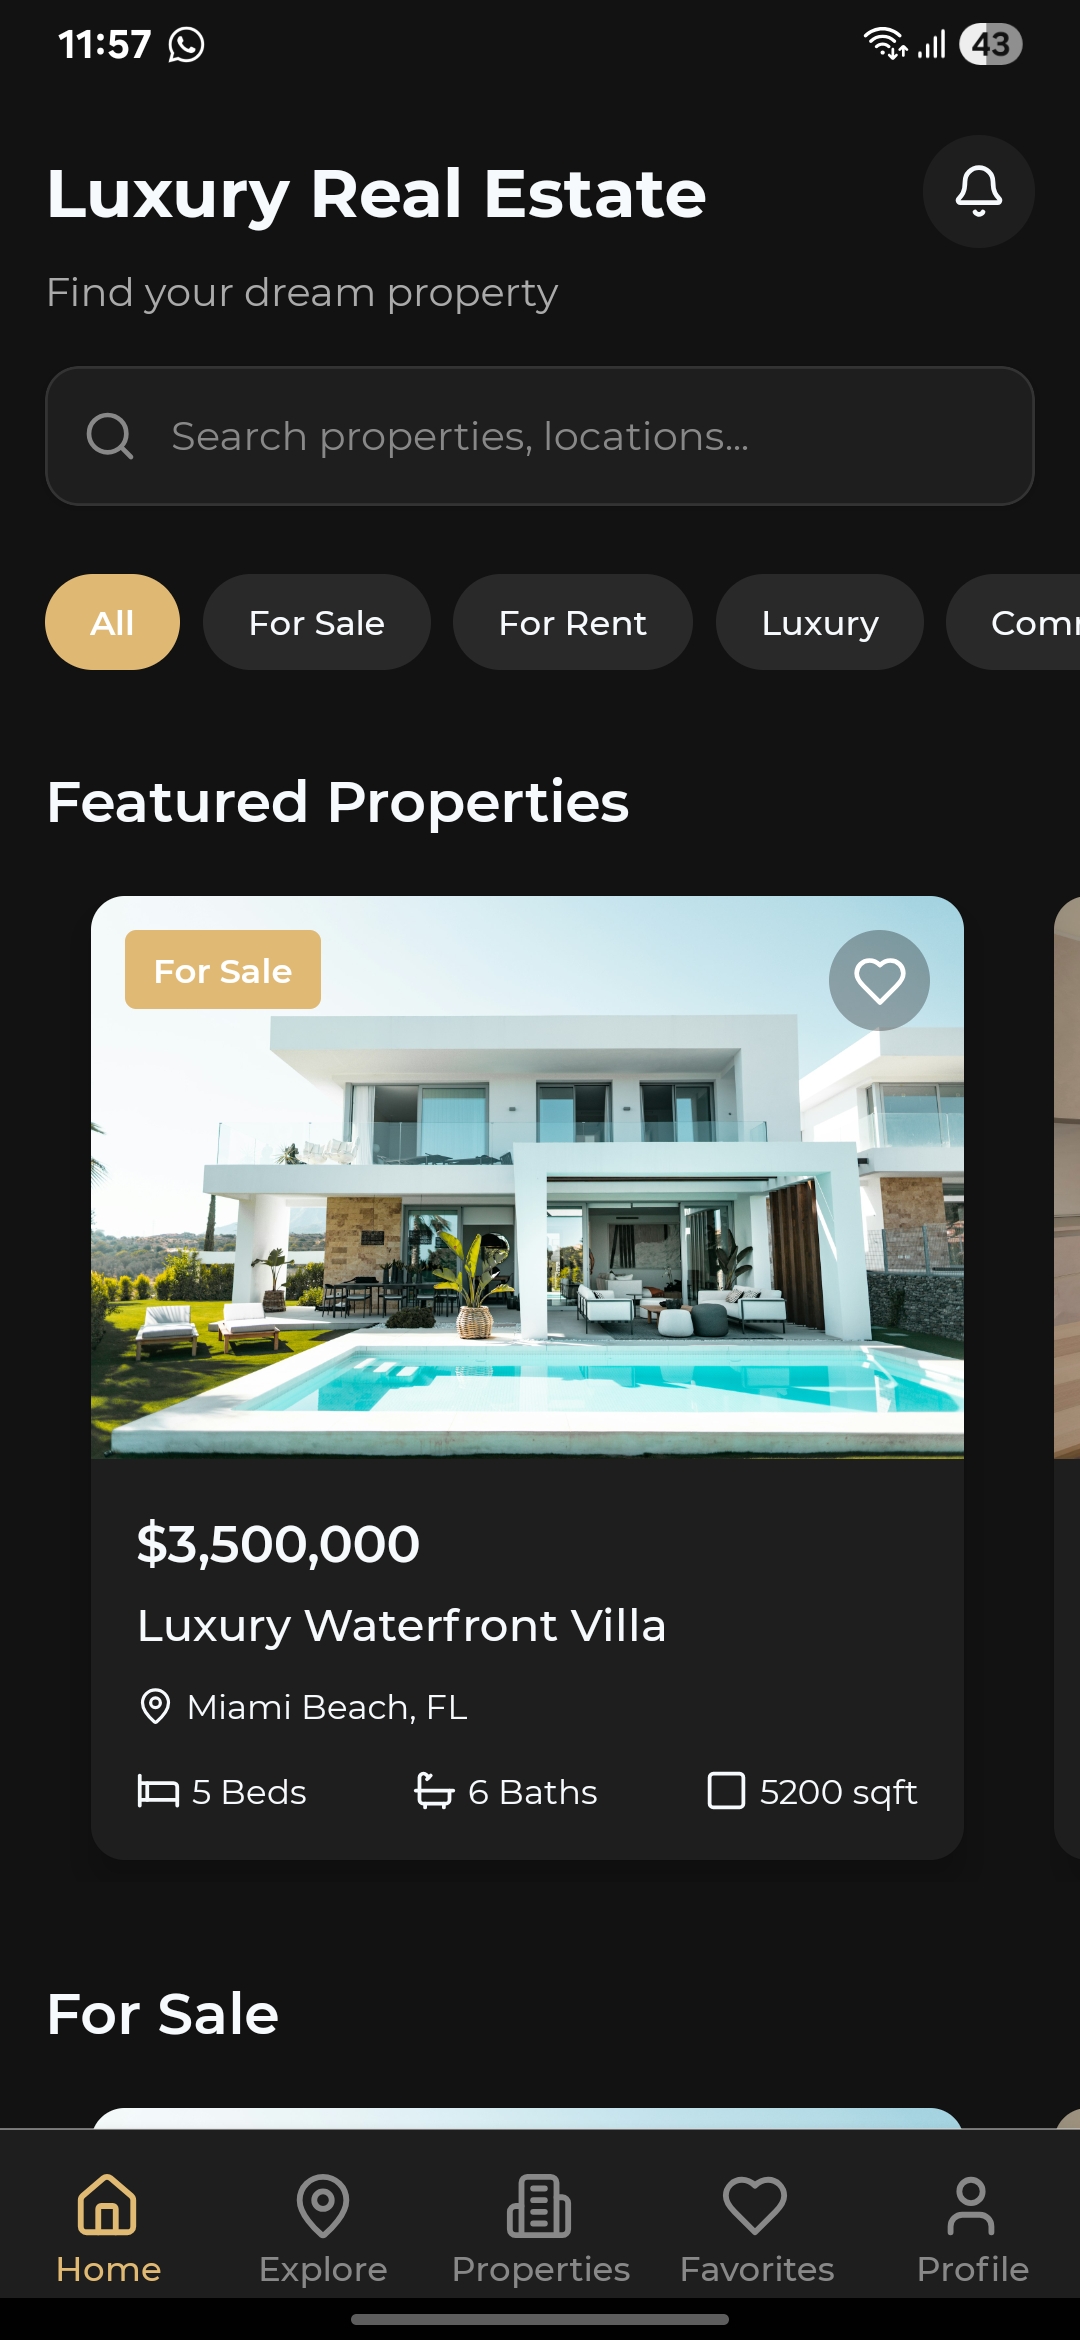 11:57
43
Luxury Real Estate
Find your dream property
Search properties, locations...
All
For Sale
For Rent
Luxury
Featured Properties
For Sale
$3,500,000
Luxury Waterfront Villa
Miami Beach, FL
5 Beds
6 Baths
5200 sqft
For Sale
Home
Explore
Properties
Favorites
Profile